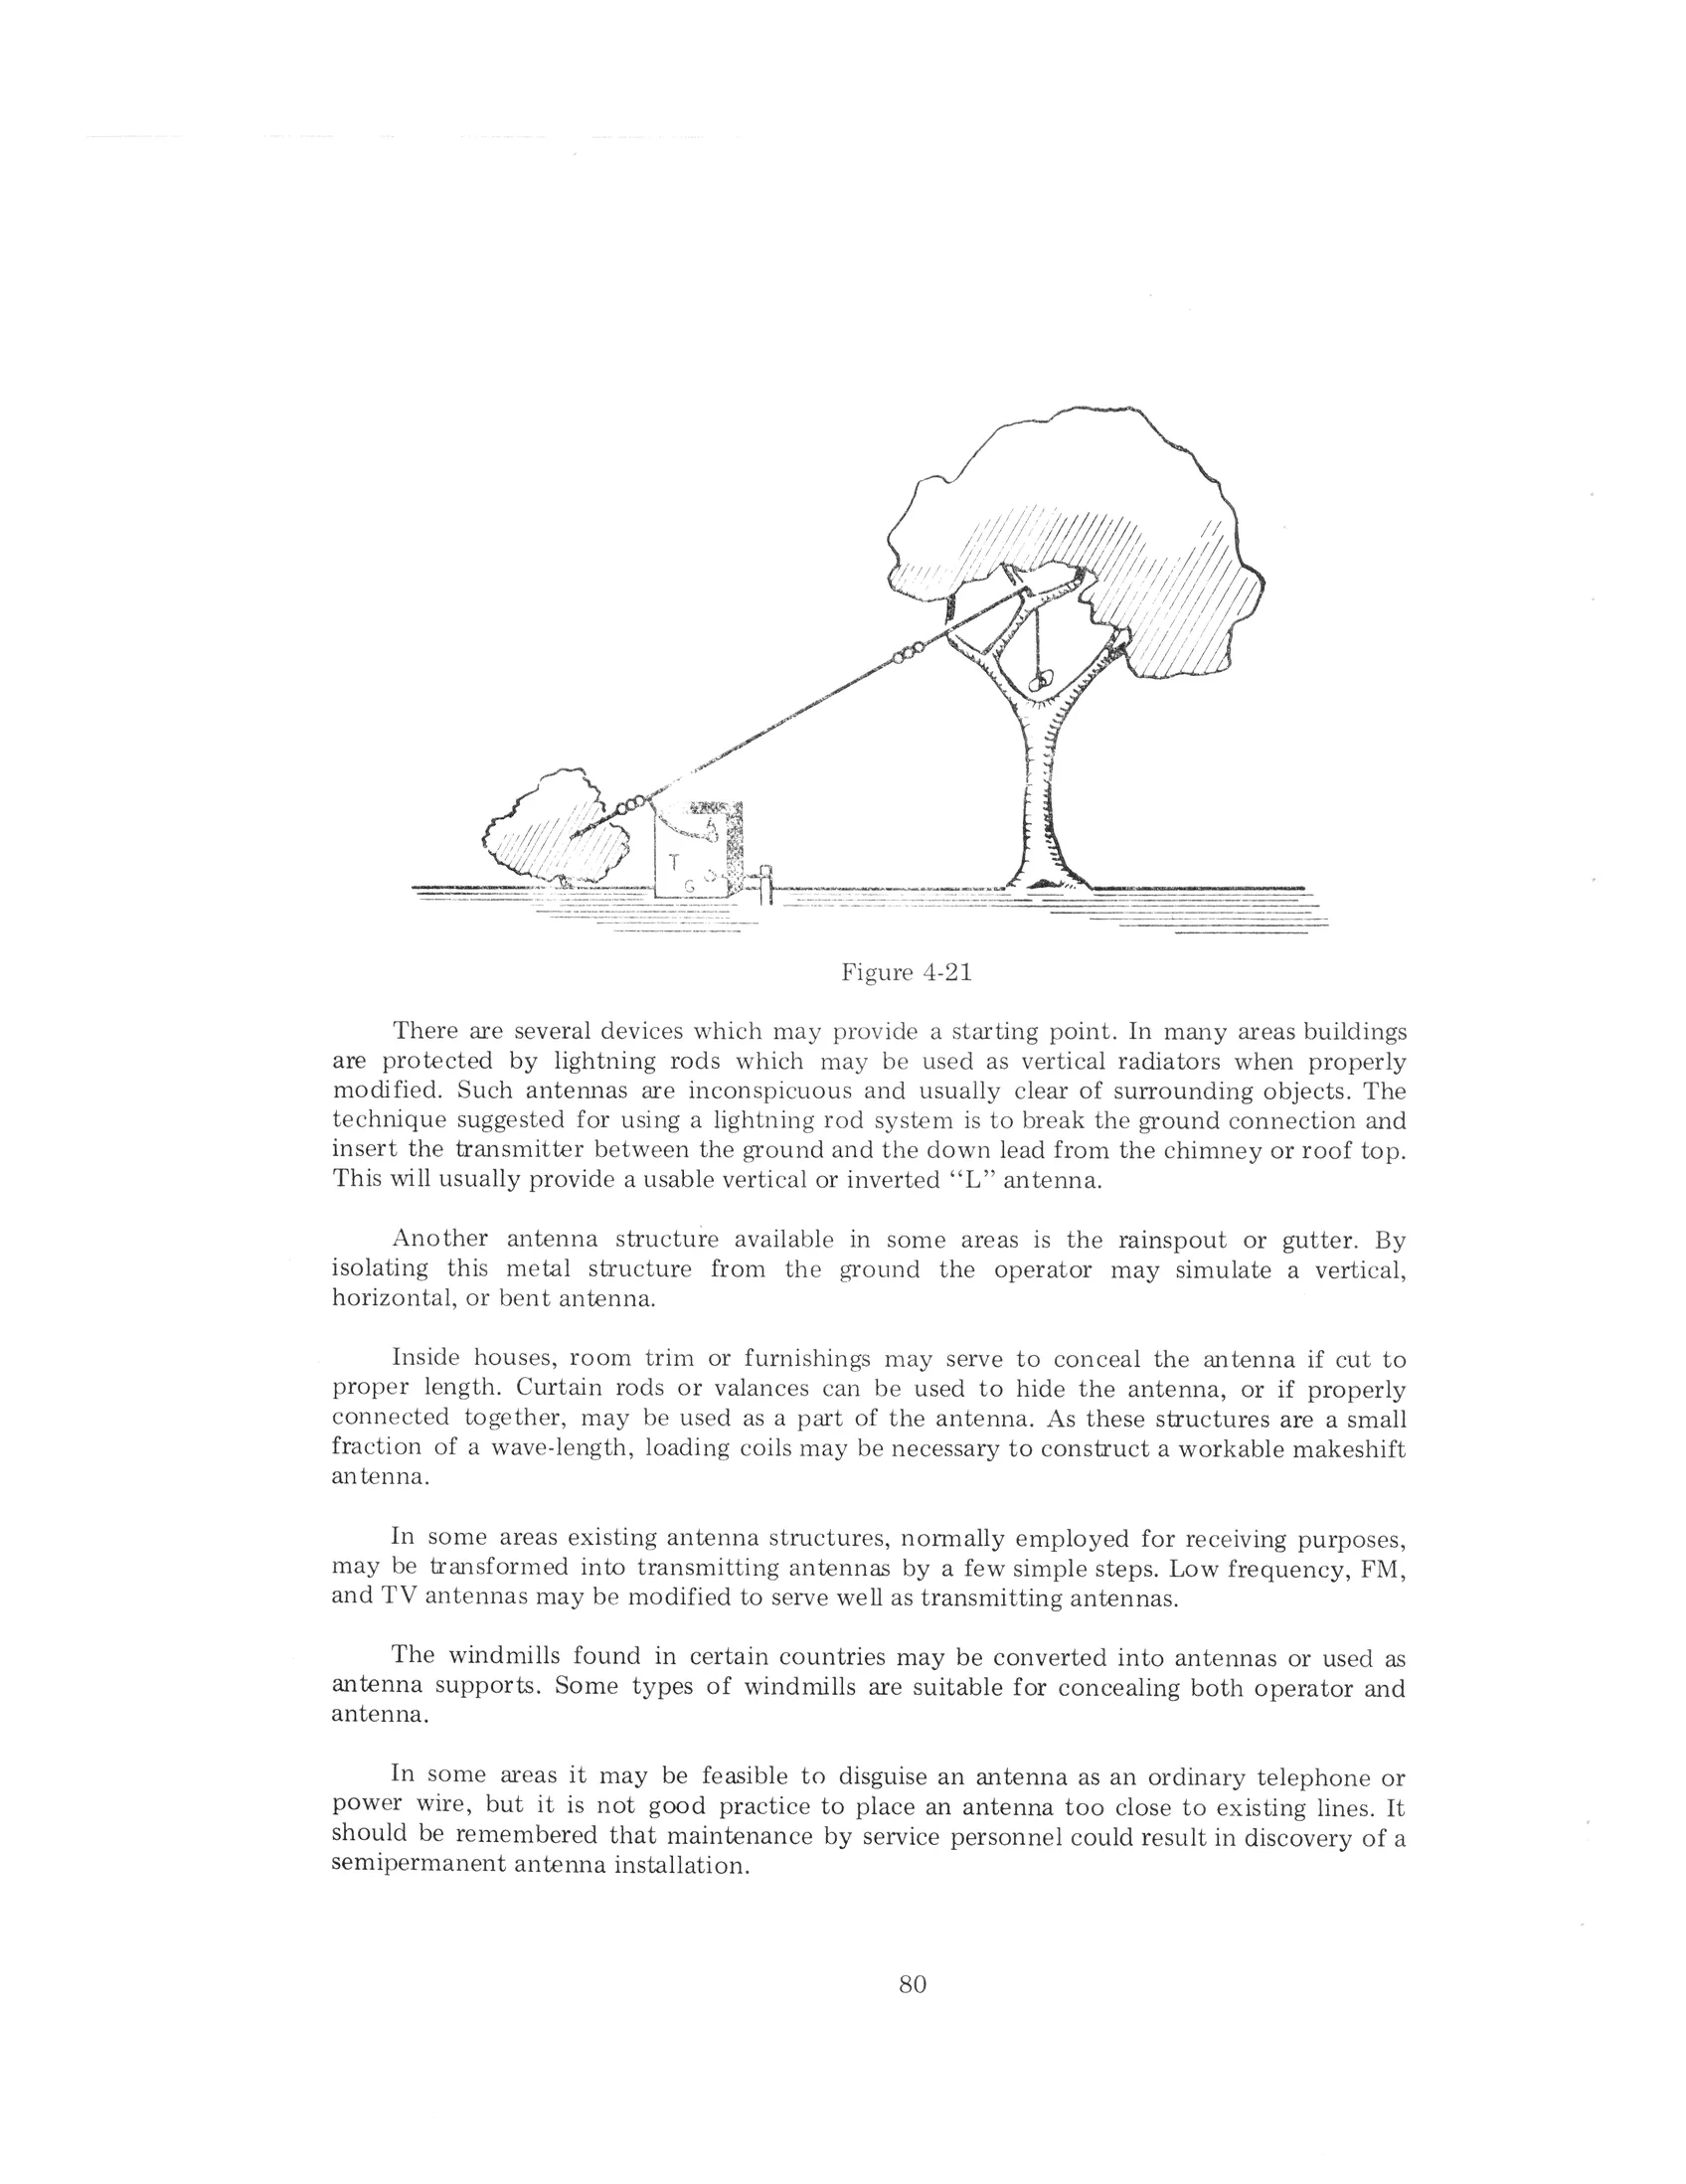 A
T
G
Figure 4-21
There are several devices which may provide a starting point. In many areas buildings
are protected by lightning rods which may be used as vertical radiators when properly
modified. Such antennas are inconspicuous and usually clear of surrounding objects. The
technique suggested for using a lightning rod system is to break the ground connection and
insert the transmitter between the ground and the down lead from the chimney or roof top.
This will usually provide a usable vertical or inverted “L” antenna.
Another antenna structure available in some areas is the rainspout or gutter. By
isolating this metal structure from the ground the operator may simulate a vertical,
horizontal, or bent antenna.
Inside houses, room trim or furnishings may serve to conceal the antenna if cut to
proper length. Curtain rods or valances can be used to hide the antenna, or if properly
connected together, may be used as a part of the antenna. As these structures are a small
fraction of a wave-length, loading coils may be necessary to construct a workable makeshift
antenna.
In some areas existing antenna structures, normally employed for receiving purposes,
may be transformed into transmitting antennas by a few simple steps. Low frequency, FM,
and TV antennas may be modified to serve well as transmitting antennas.
The windmills found in certain countries may be converted into antennas or used as
antenna supports. Some types of windmills are suitable for concealing both operator and
antenna.
In some areas it may be feasible to disguise an antenna as an ordinary telephone or
power wire, but it is not good practice to place an antenna too close to existing lines. It
should be remembered that maintenance by service personnel could result in discovery of a
semipermanent antenna installation.
80